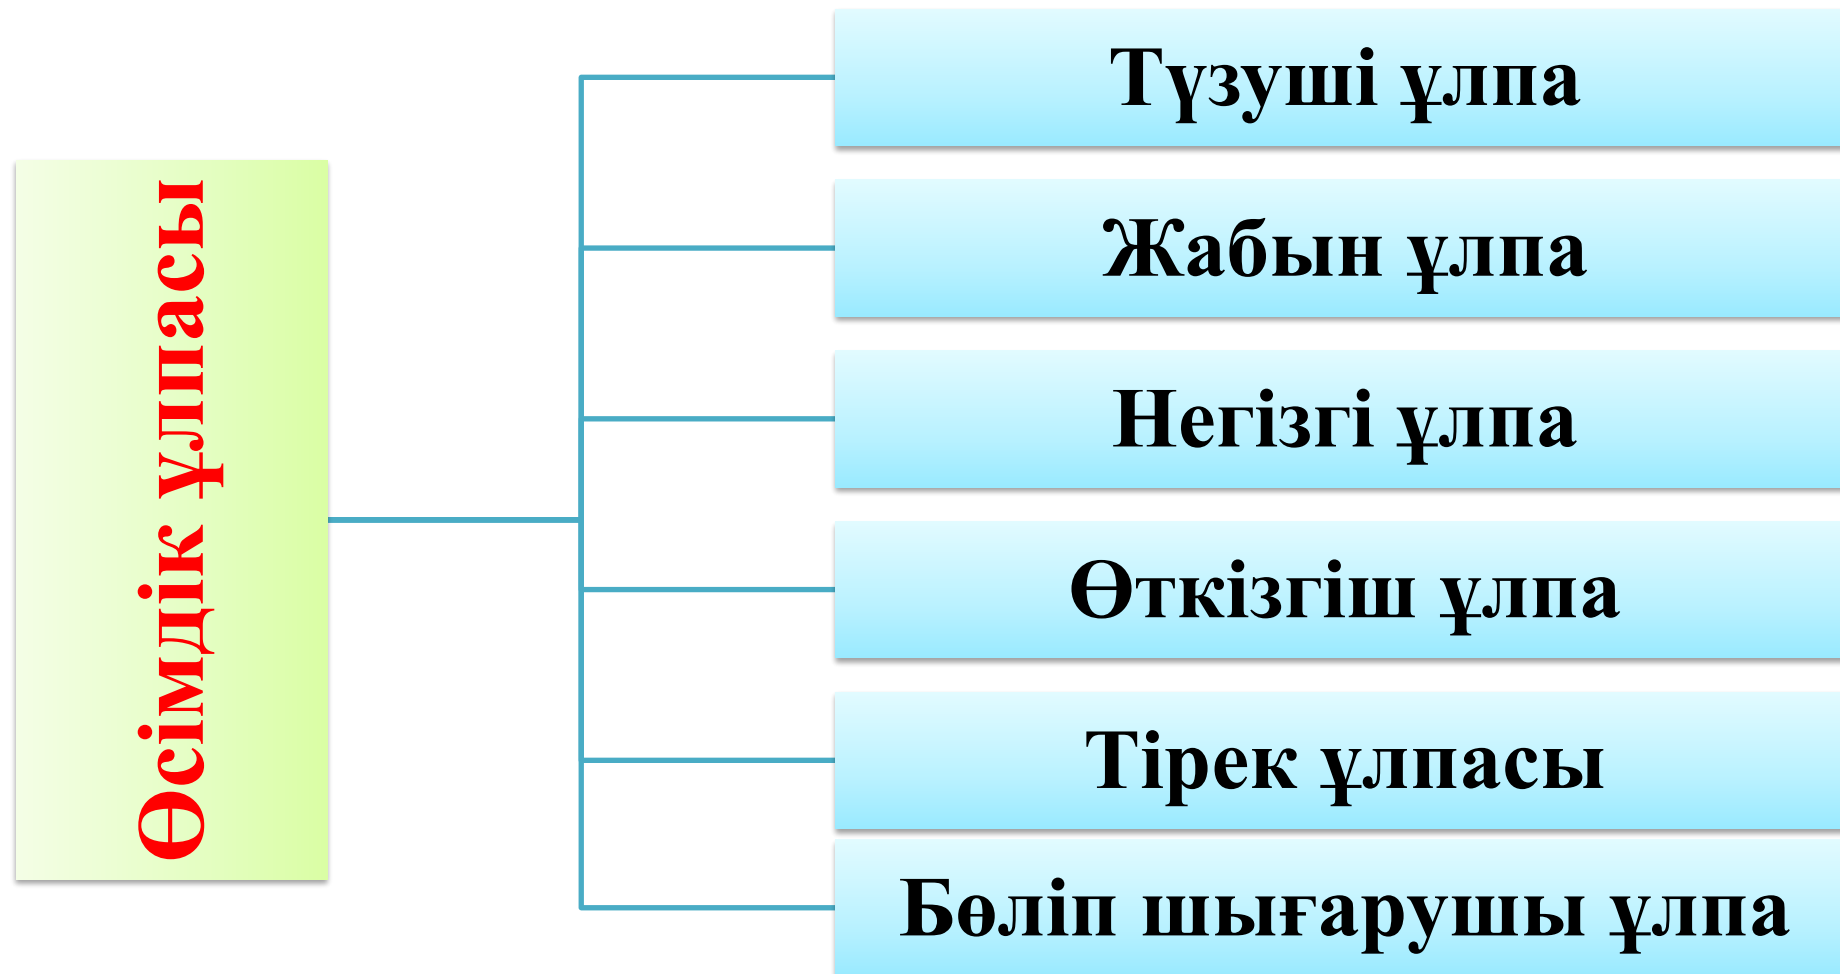 Өсімдік ұлпасы
Түзуші ұлпа
Жабын ұлпа
Негізгі ұлпа
Өткізгіш ұлпа
Тірек ұлпасы
Бөліп шығарушы ұлпа